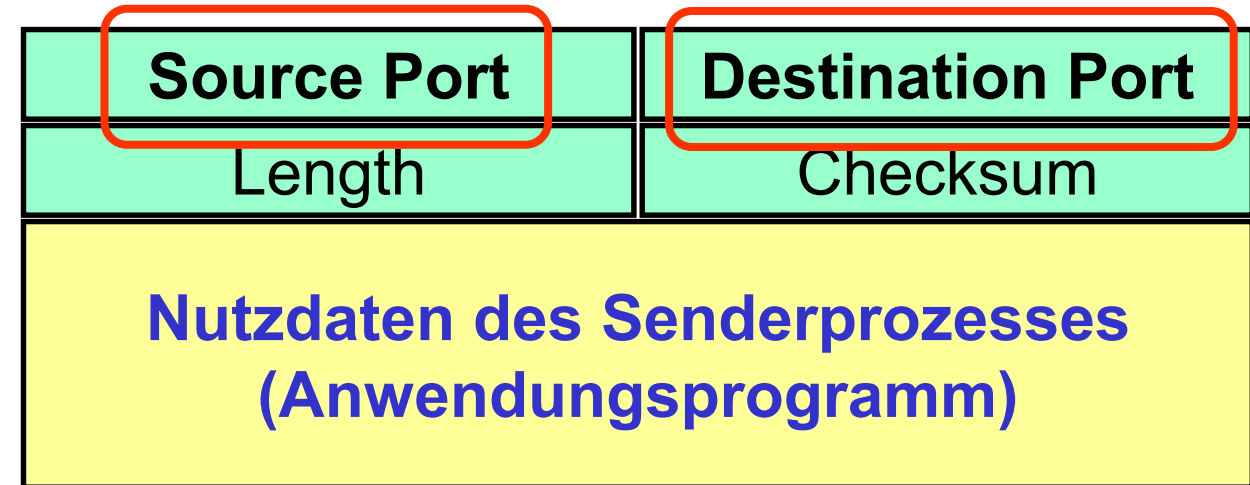 Source Port
Destination Port
Length
Checksum
Nutzdaten des Senderprozesses
(Anwendungsprogramm)